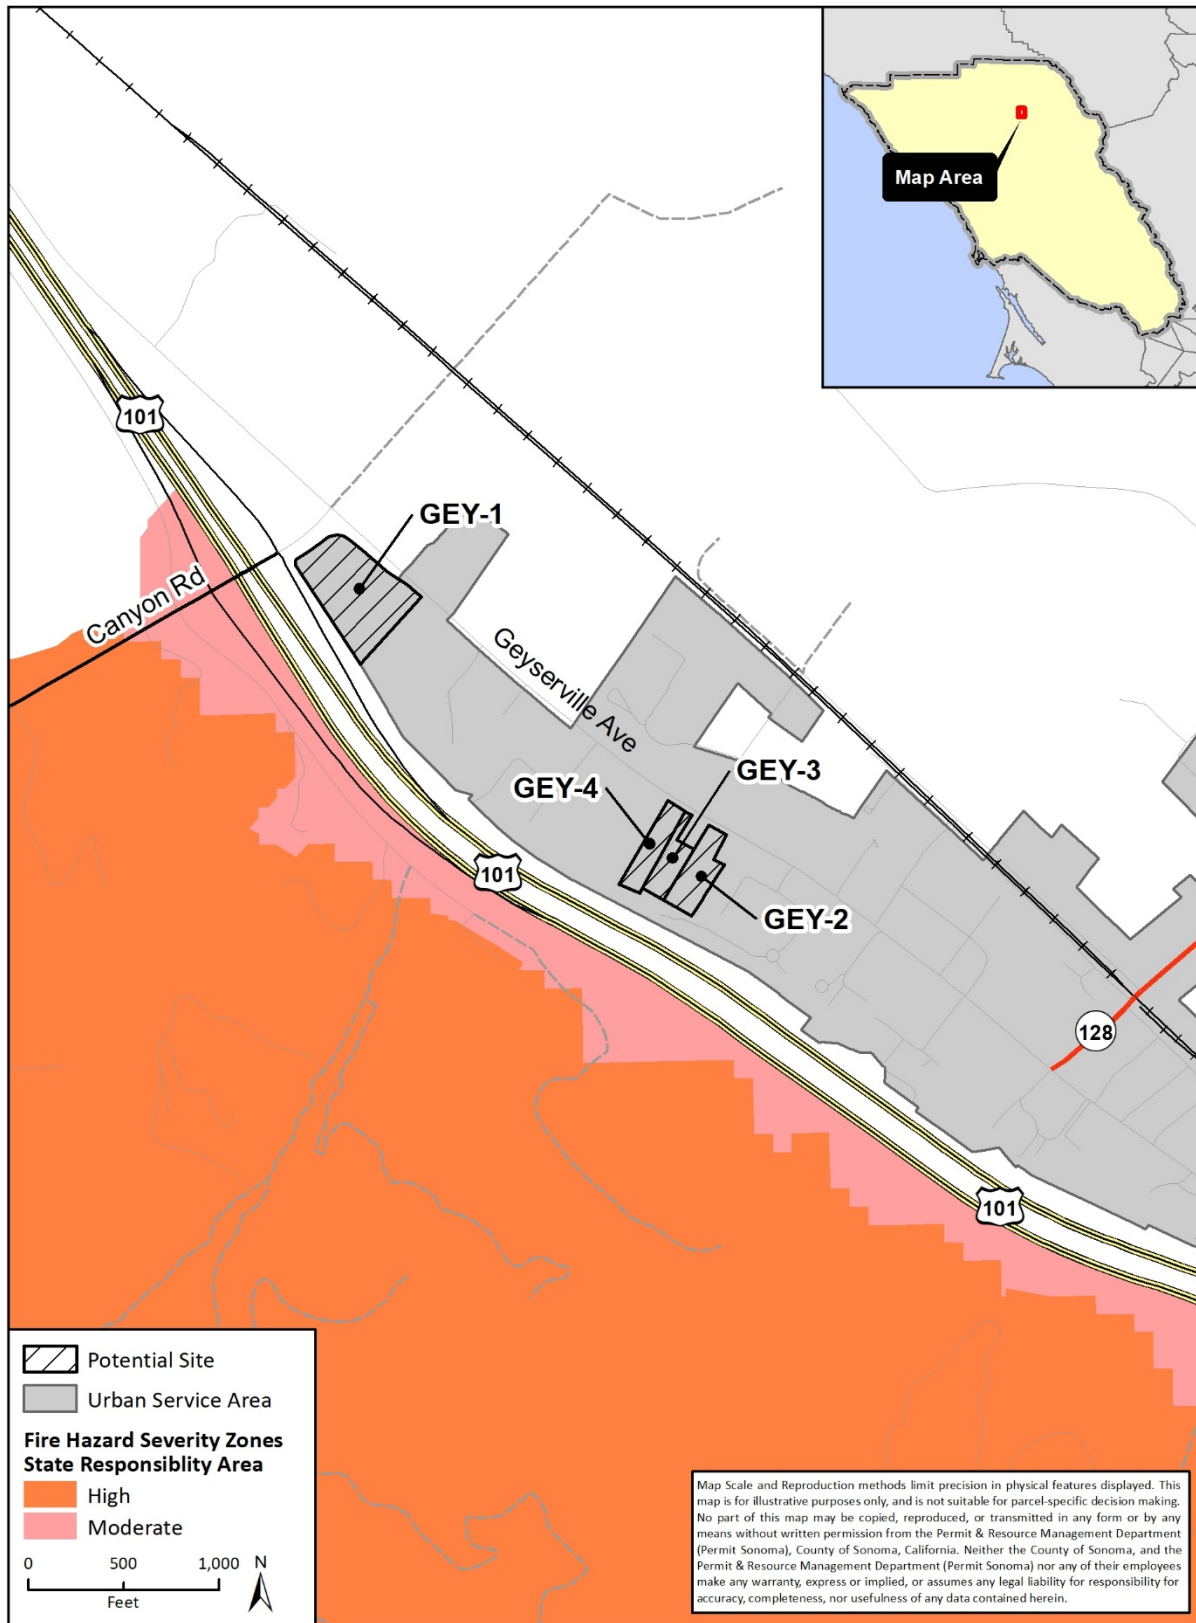 Map Area
101
GEY-1
Canyon Rd
Geyserville Ave
GEY-3
GEY-4
101
GEY-2
128
101
Potential Site
Urban Service Area
Fire Hazard Severity Zones
State Responsiblity Area
High
Moderate
0 500 1,000
Feet
N
Map Scale and Reproduction methods limit precision in physical features displayed. This
map is for illustrative purposes only, and is not suitable for parcel-specific decision making.
No part of this map may be copied, reproduced, or transmitted in any form or by any
means without written permission from the Permit & Resource Management Department
(Permit Sonoma), County of Sonoma, California. Neither the County of Sonoma, and the
Permit & Resource Management Department (Permit Sonoma) nor any of their employees
make any warranty, express or implied, or assumes any legal liability for responsibility for
accuracy, completeness, nor usefulness of any data contained herein.